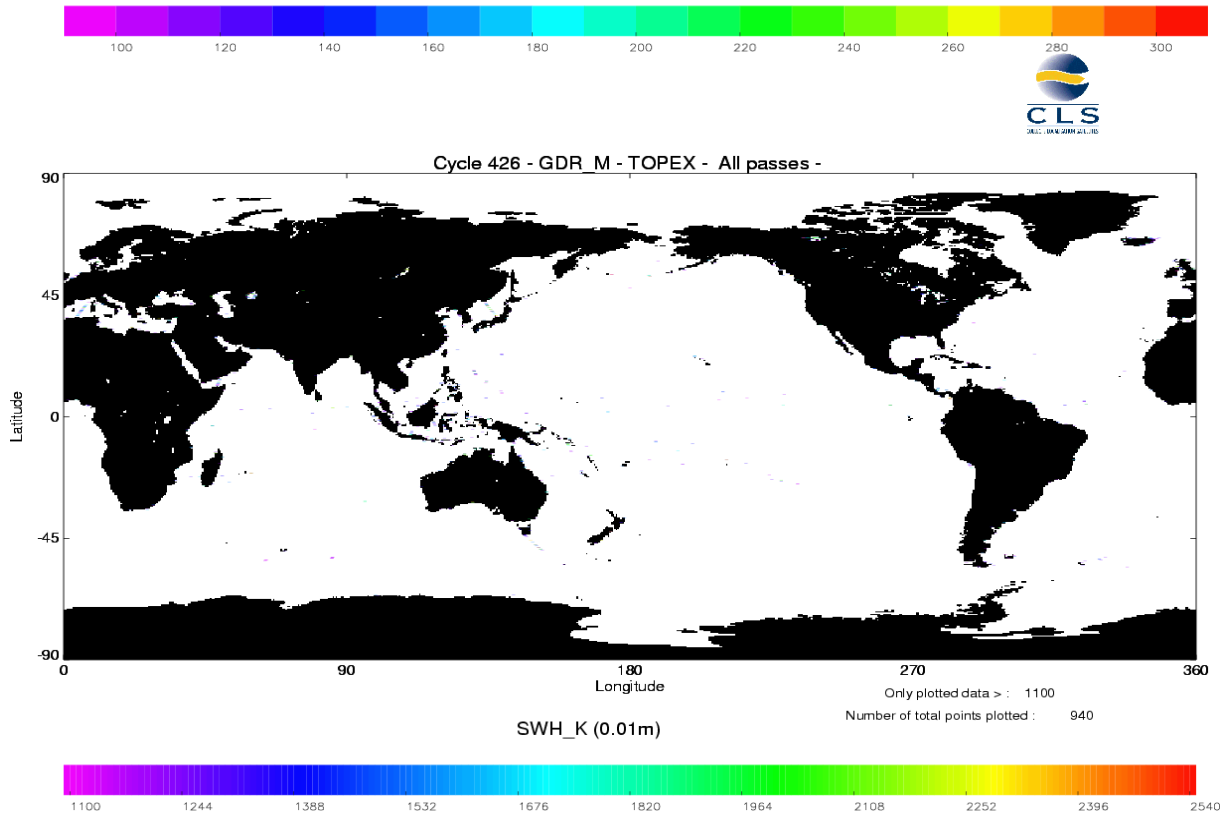 100 120 140 160 180 200 220 240 260 280 300
CLS
Cycle 426 - GDR_M - TOPEX - All passes -
90
45
0
-45
-90
Latitude
0 90 180 270 360
Longitude
Only plotted data > : 1100
Number of total points plotted : 940
SWH_K (0.01m)
1100 1244 1388 1532 1676 1820 1964 2108 2252 2396 2540